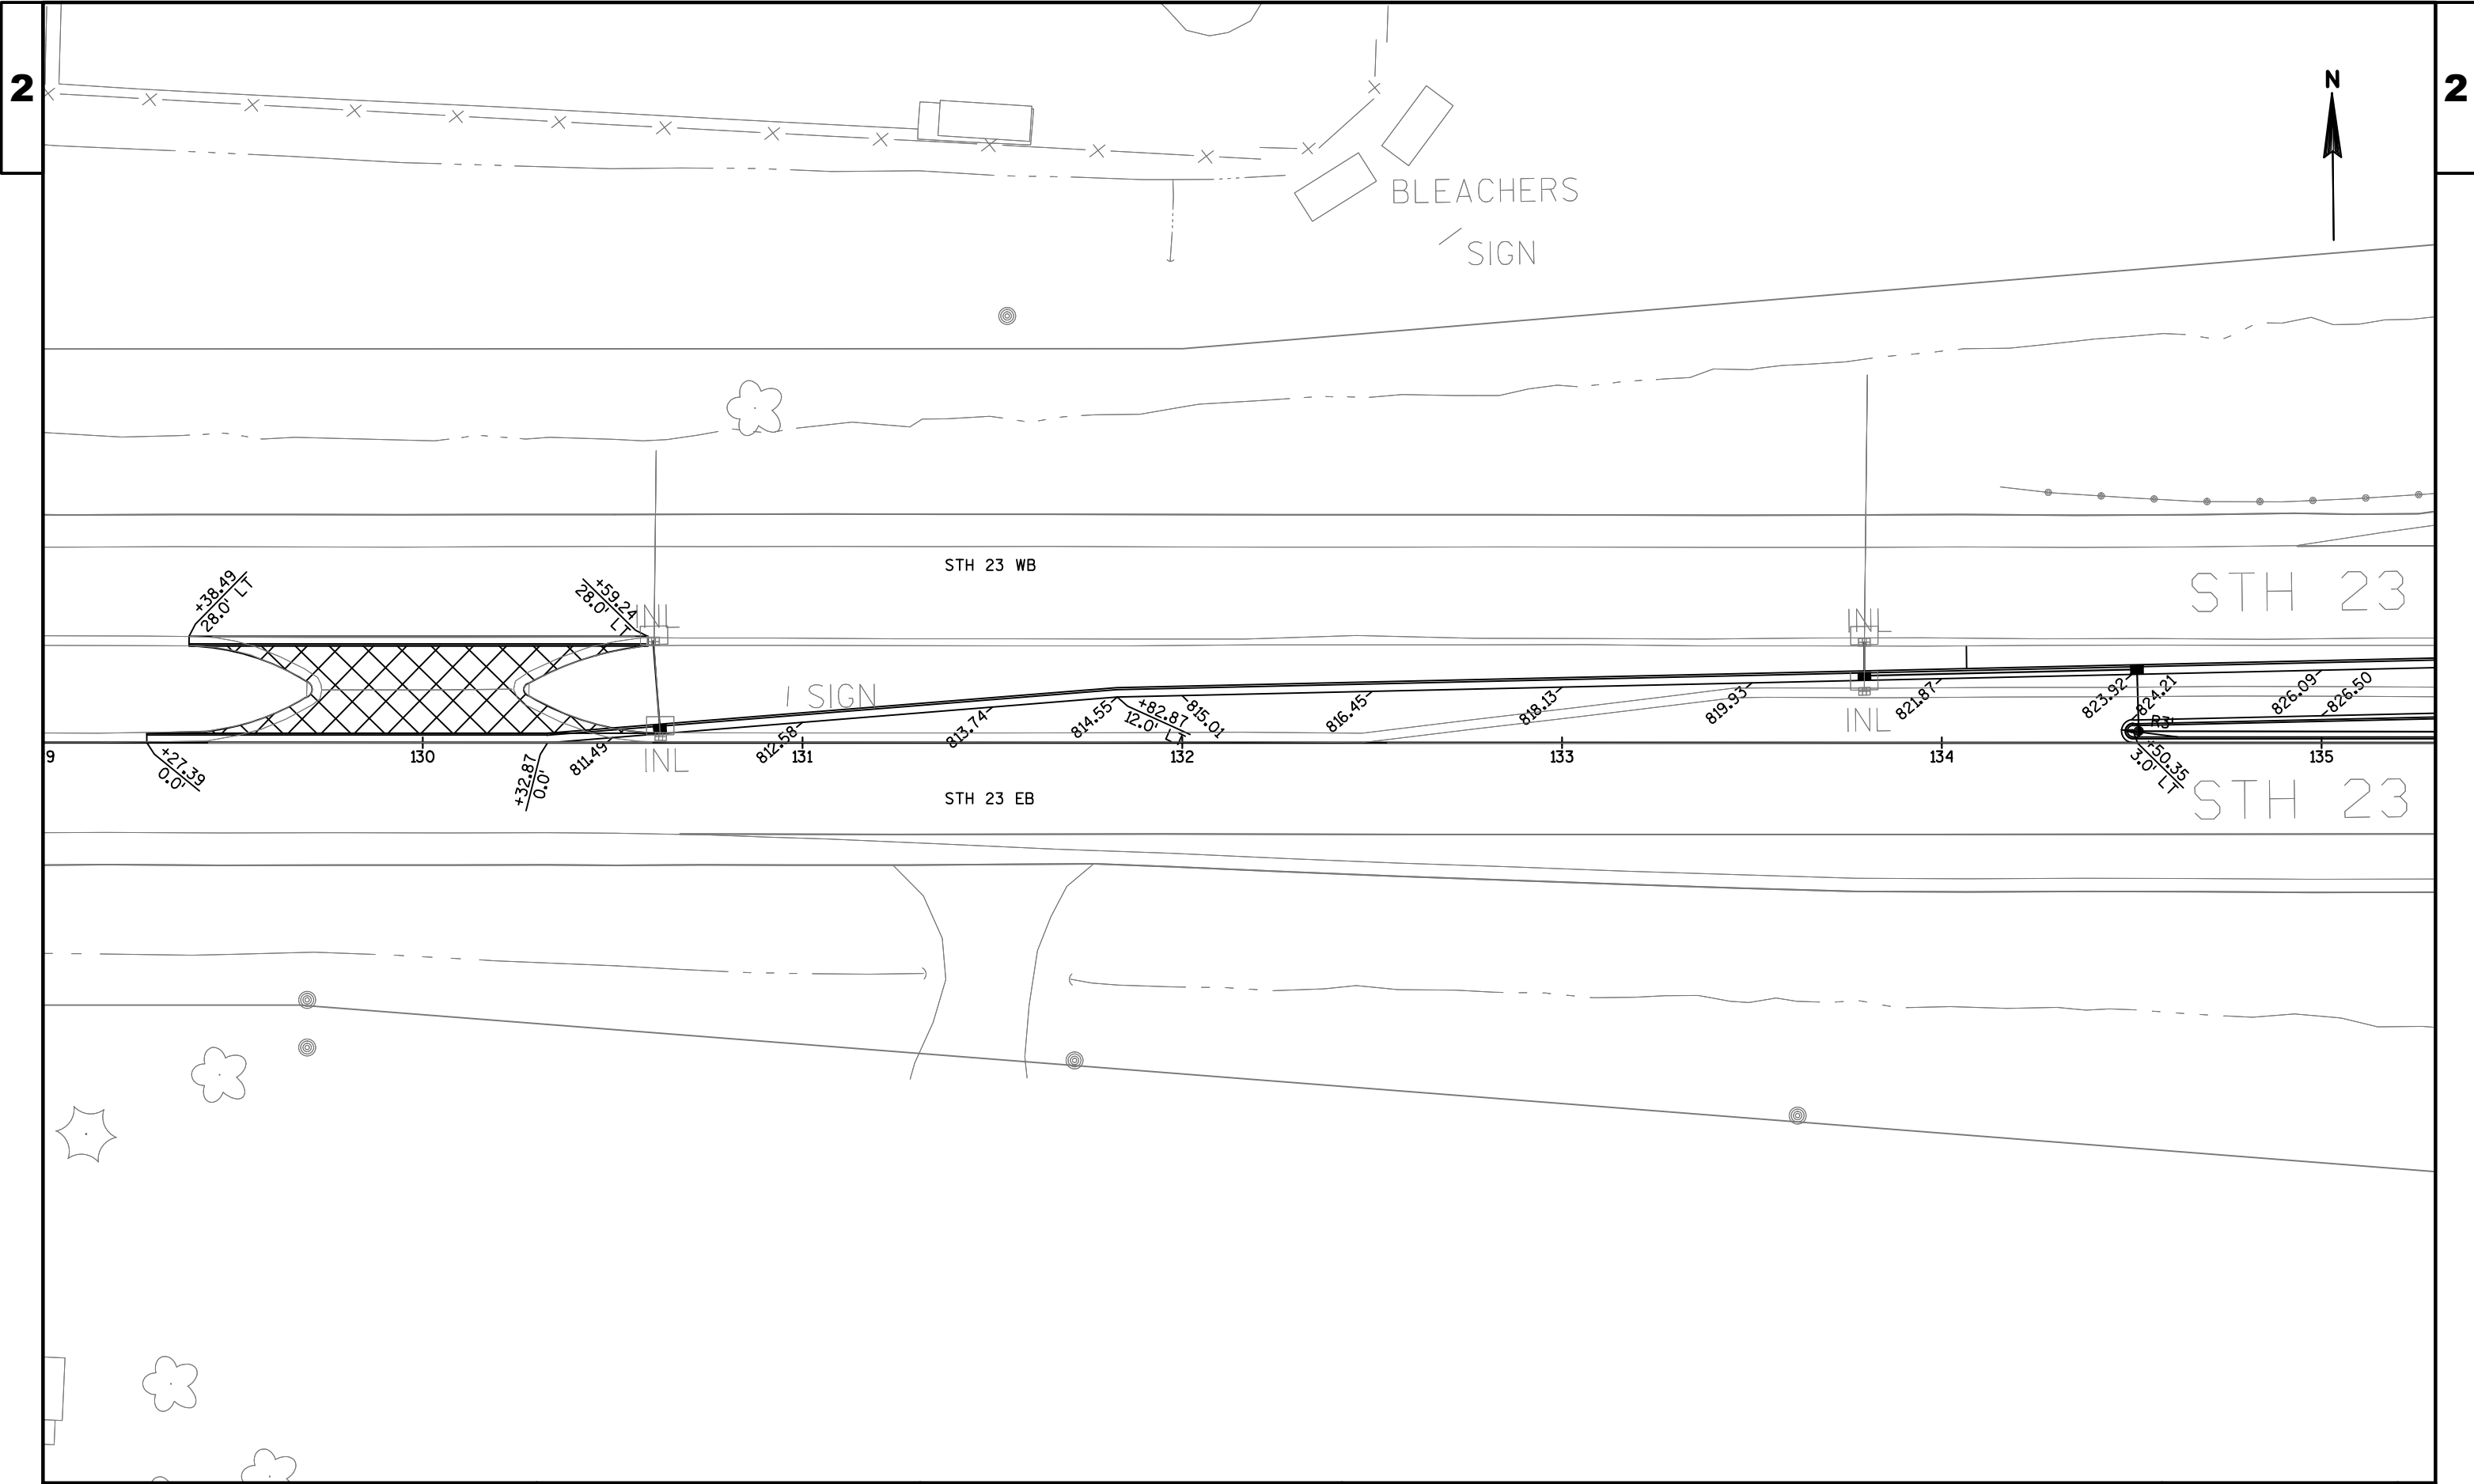 2
2
N
BLEACHERS
SIGN
STH 23 WB
STH 23
+38.49
28.0' LT
+59.24
28.0' LT
INL
INL
SIGN
INL
INL
+27.39
0.0'
+32.87
0.0'
811.49
812.58
813.74
814.55
+82.87
12.0' LT
815.01
816.45
818.13
819.93
821.87
823.92
824.21
R3'
+50.35
3.0' LT
826.09
826.50
9
130
131
132
133
134
135
STH 23 EB
STH 23